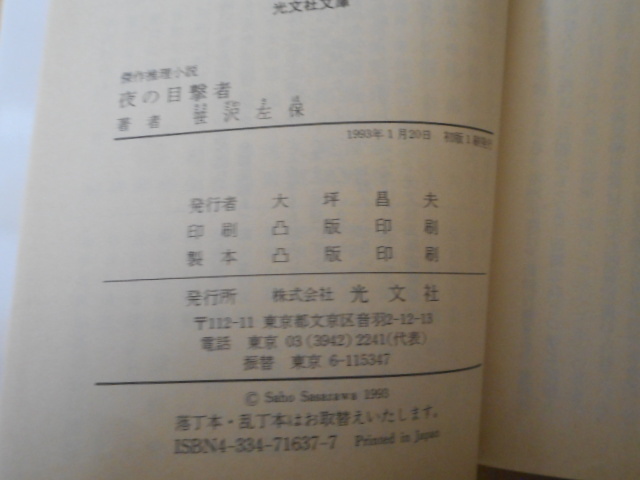 光文社文庫
傑作推理小説
夜の目撃者
著者 笹沢左保
1993年1月20日 初版1刷発行
発行者 大坪昌夫
印刷 凸版印刷
製本 凸版印刷
発行所 株式会社 光文社
〒112-11 東京都文京区音羽2-12-13
電話 東京 03(3942)2241(代表)
振替 東京 6-115347
© Saho Sasazawa 1993
落丁本・乱丁本はお取替えいたします。
ISBN4-334-71637-7 Printed in Japan